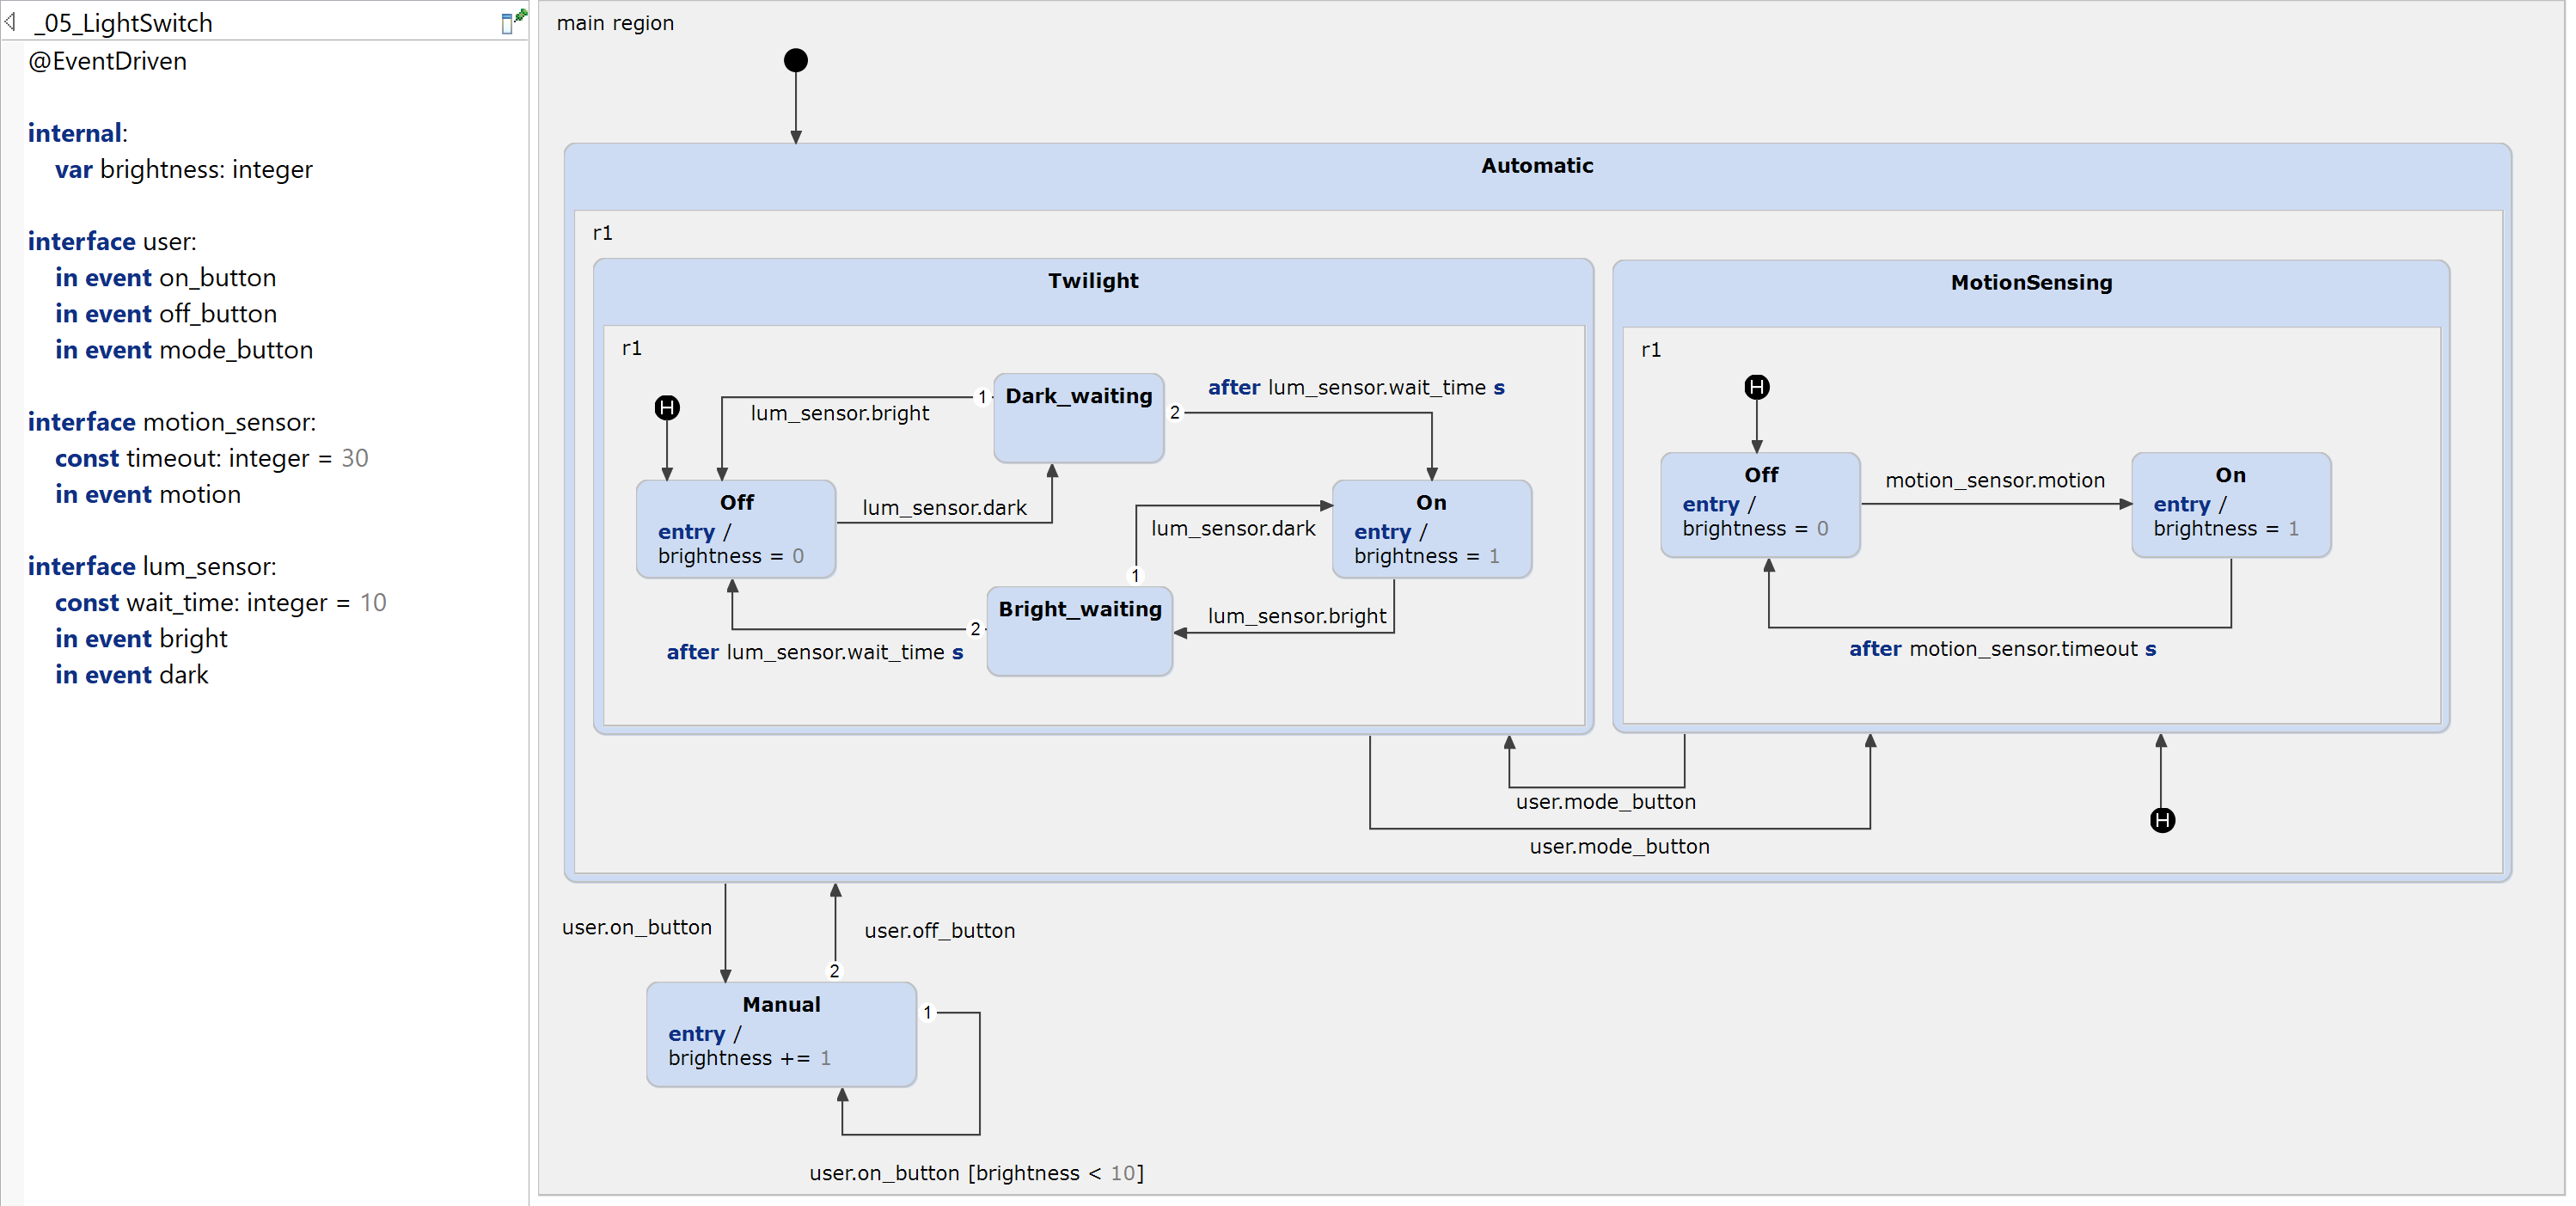 _05_LightSwitch
@EventDriven
internal:
var brightness: integer
interface user:
in event on_button
in event off_button
in event mode_button
interface motion_sensor:
const timeout: integer = 30
in event motion
interface lum_sensor:
const wait_time: integer = 10
in event bright
in event dark
main region
Automatic
r1
Twilight
r1
H
Dark_waiting
1
lum_sensor.bright
2
after lum_sensor.wait_time s
Off
entry /
brightness = 0
lum_sensor.dark
On
entry /
brightness = 1
lum_sensor.dark
1
Bright_waiting
lum_sensor.bright
2
after lum_sensor.wait_time s
MotionSensing
r1
H
Off
entry /
brightness = 0
motion_sensor.motion
On
entry /
brightness = 1
after motion_sensor.timeout s
user.mode_button
user.mode_button
H
user.on_button
user.off_button
2
Manual
entry /
brightness += 1
1
user.on_button [brightness < 10]